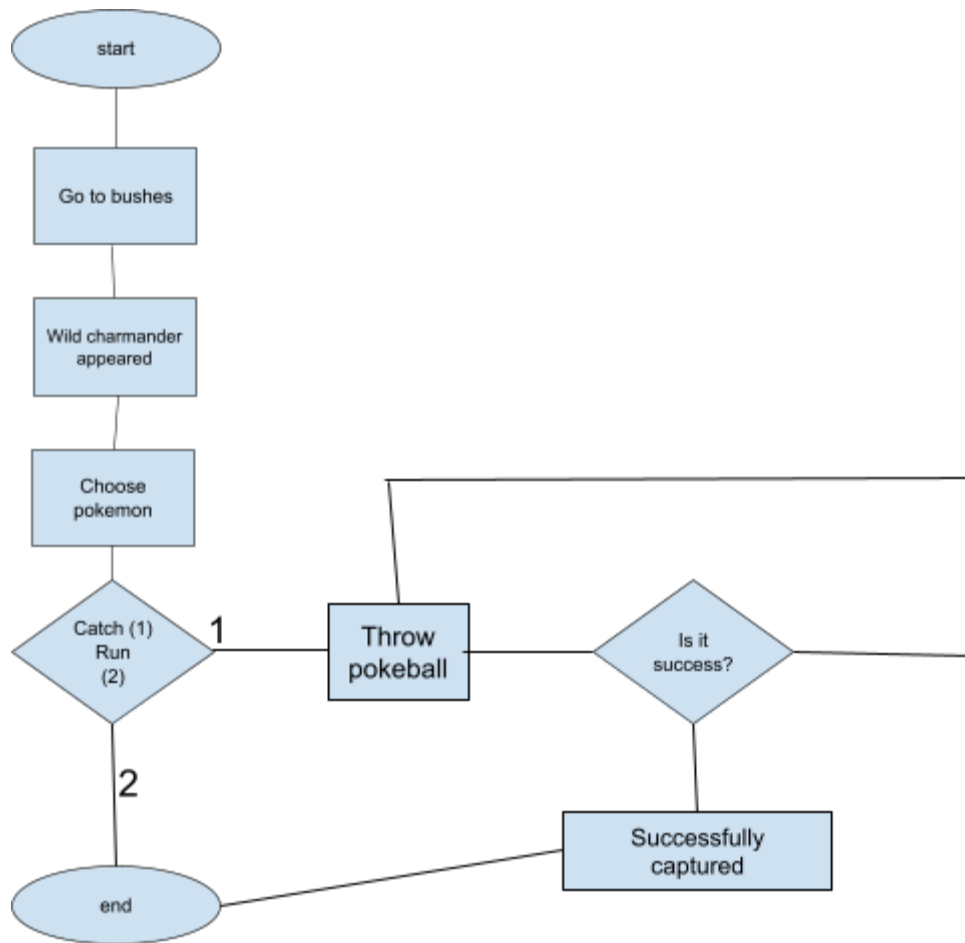 start
Go to bushes
Wild charmander
appeared
Choose
pokemon
Catch (1)
Run
(2)
1
Throw
pokeball
Is it
success?
2
Successfully
captured
end